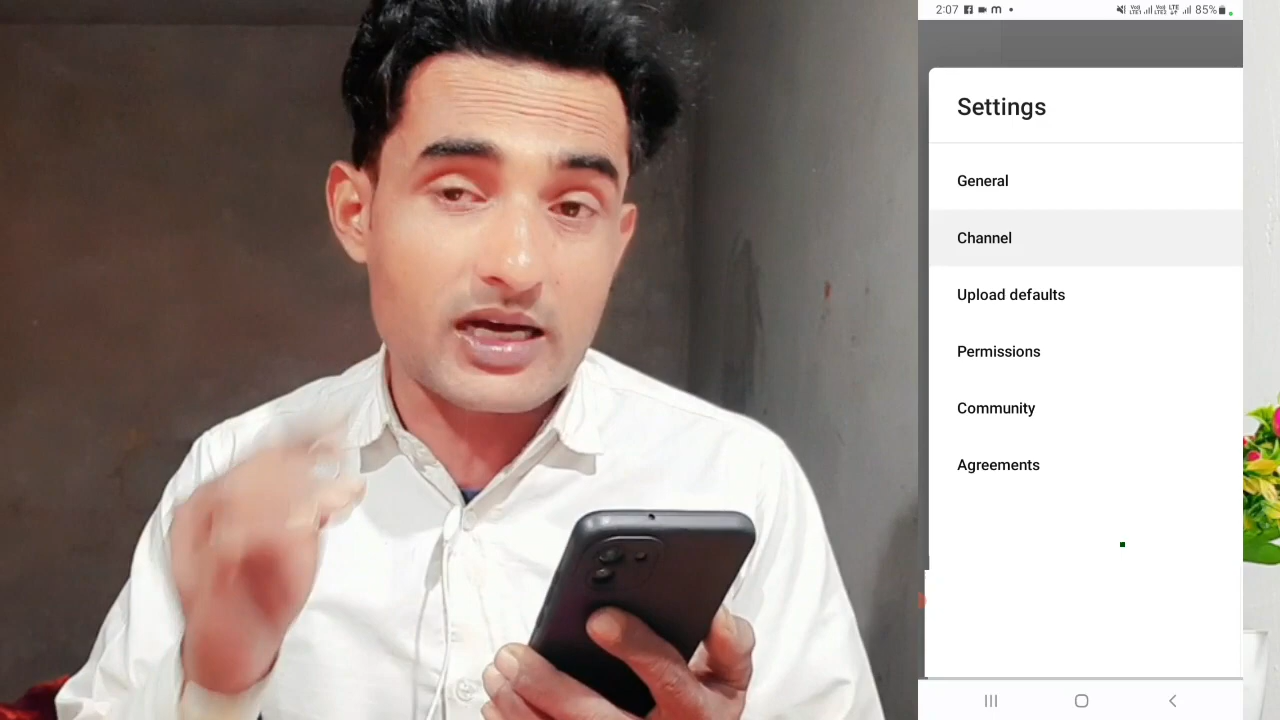 2:07 85%
Settings
General
Channel
Upload defaults
Permissions
Community
Agreements